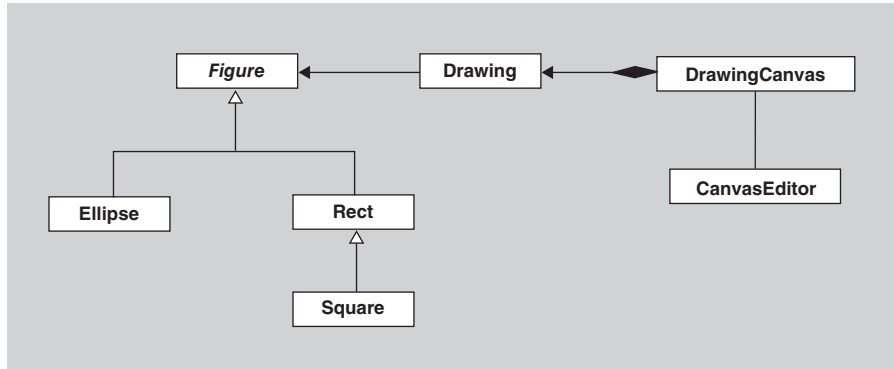 Figure
Drawing
DrawingCanvas
CanvasEditor
Ellipse
Rect
Square